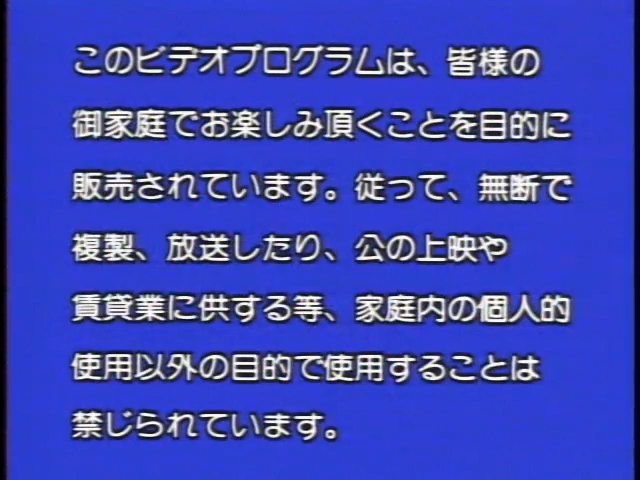 このビデオプログラムは、皆様の
御家庭でお楽しみ頂くことを目的に
販売されています。従って、無断で
複製、放送したり、公の上映や
賃貸業に供する等、家庭内の個人的
使用以外の目的で使用することは
禁じられています。